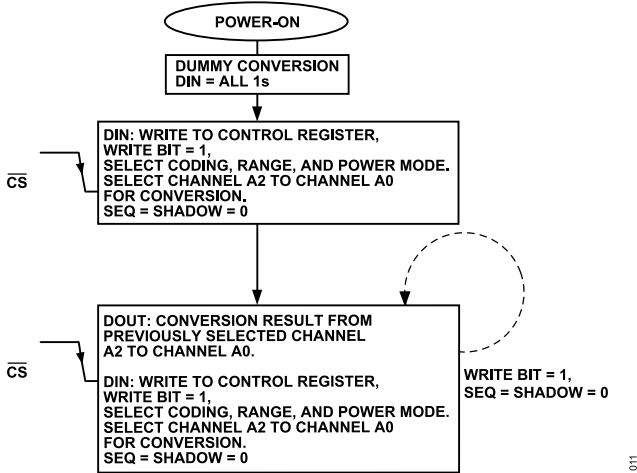 POWER-ON
DUMMY CONVERSION
DIN = ALL 1s
DIN: WRITE TO CONTROL REGISTER,
WRITE BIT = 1,
SELECT CODING, RANGE, AND POWER MODE.
SELECT CHANNEL A2 TO CHANNEL A0
FOR CONVERSION.
SEQ = SHADOW = 0
C̅S̅
DOUT: CONVERSION RESULT FROM
PREVIOUSLY SELECTED CHANNEL
A2 TO CHANNEL A0.
C̅S̅
DIN: WRITE TO CONTROL REGISTER,
WRITE BIT = 1,
SELECT CODING, RANGE, AND POWER MODE.
SELECT CHANNEL A2 TO CHANNEL A0
FOR CONVERSION.
SEQ = SHADOW = 0
WRITE BIT = 1,
SEQ = SHADOW = 0
011